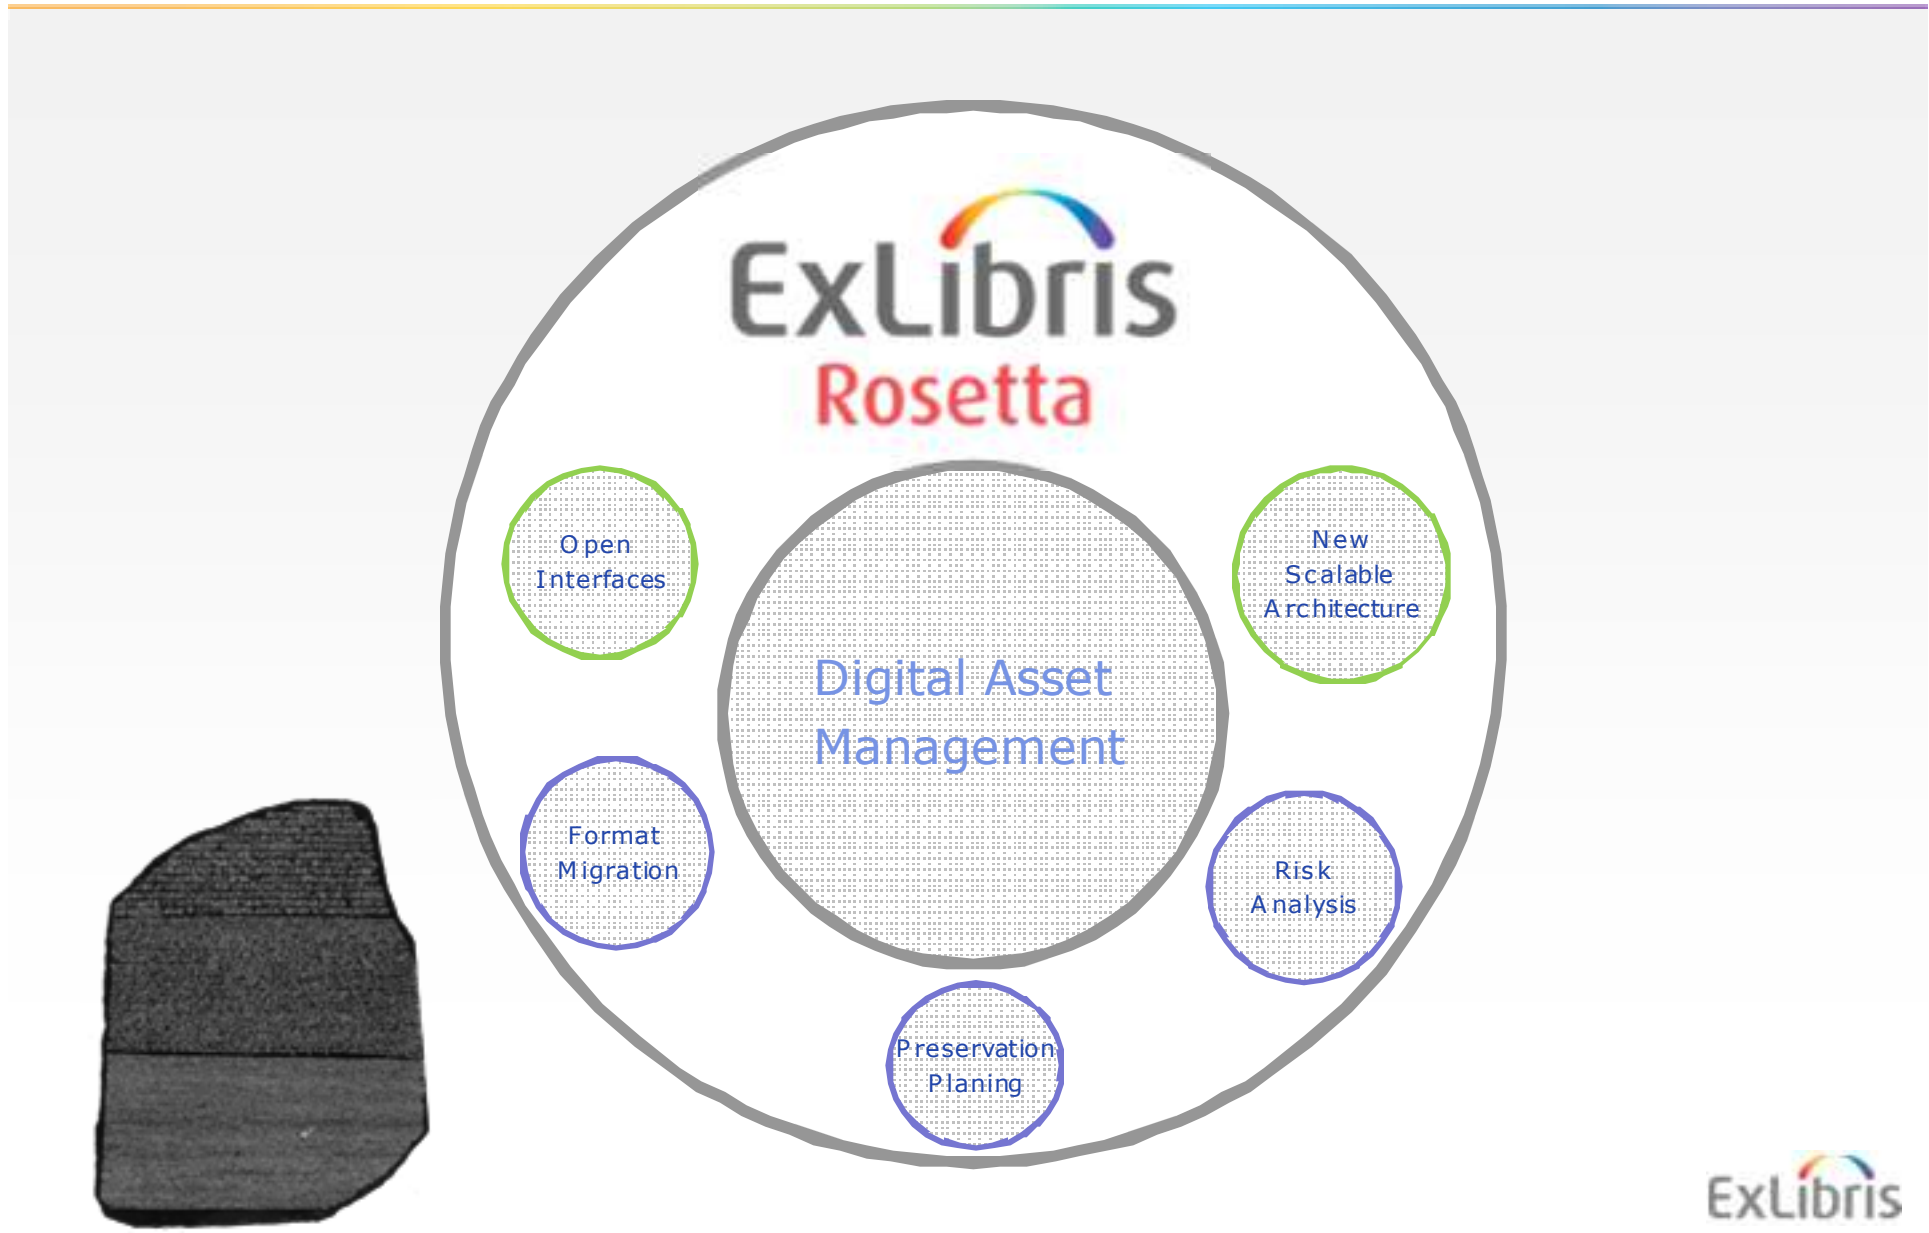 ExLibris
Rosetta
Open
Interfaces
New
Scalable
Architecture
Digital Asset
Management
Format
Migration
Risk
Analysis
Preservation
Planing
ExLibris